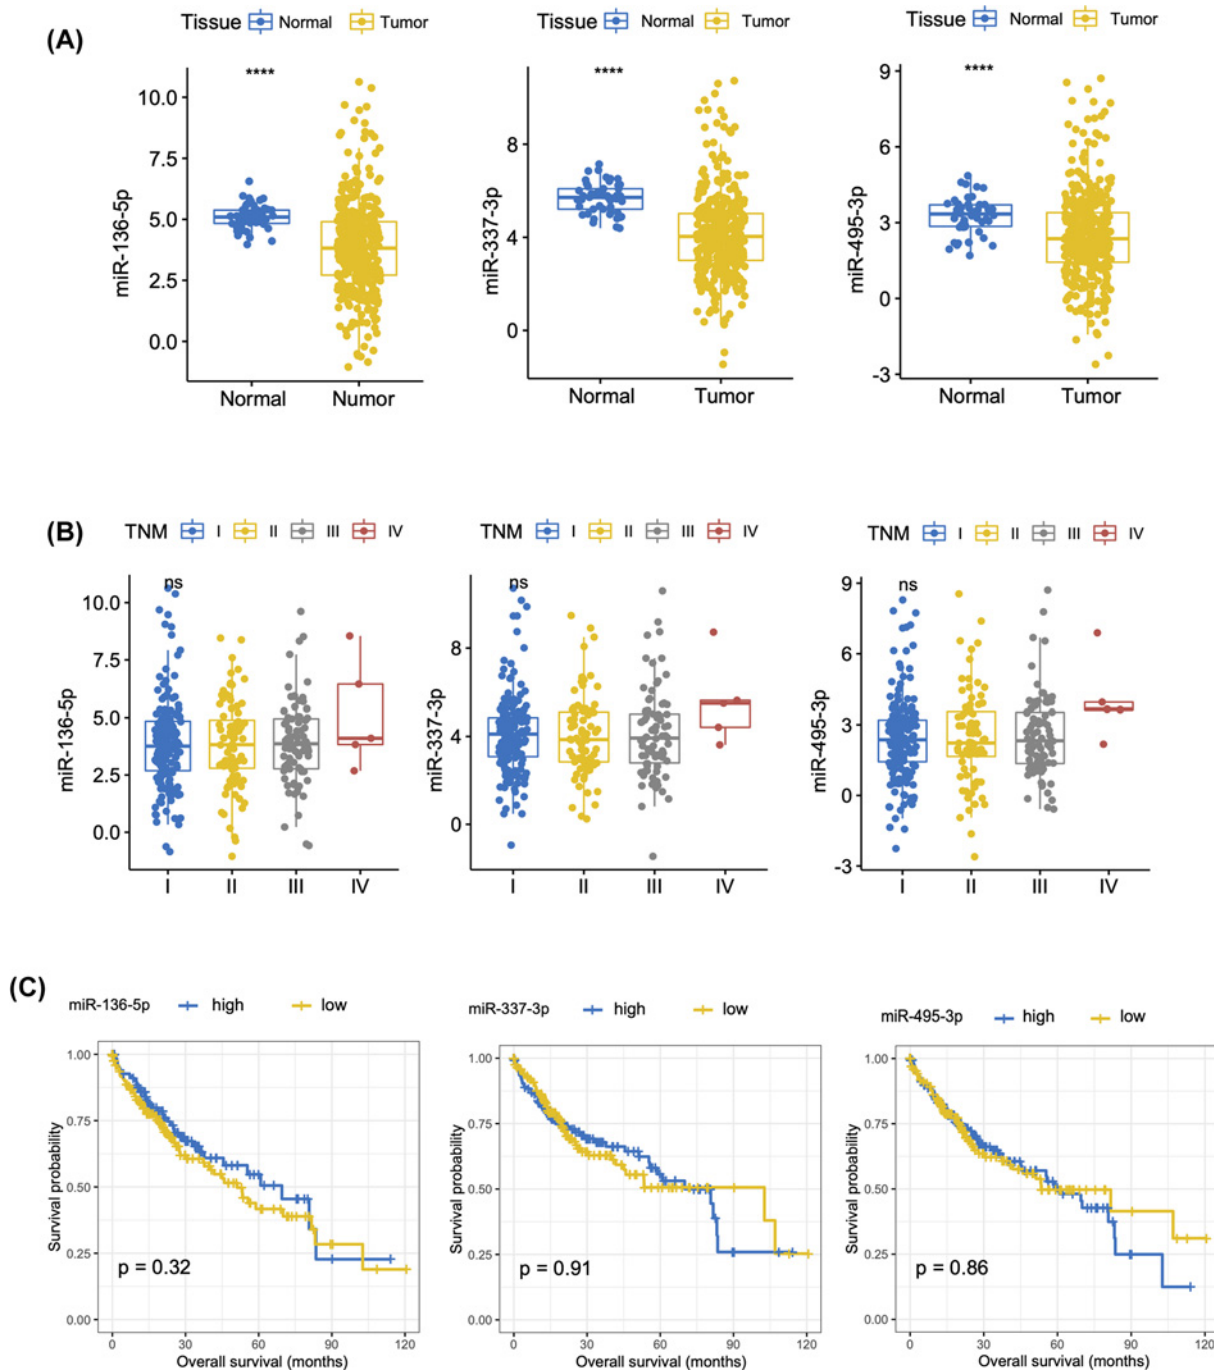 (A)
Tissue Normal Tumor
****
miR-136-5p
10.0
7.5
5.0
2.5
0.0
Normal Numor
Tissue Normal Tumor
****
miR-337-3p
8
4
0
Normal Tumor
Tissue Normal Tumor
****
miR-495-3p
9
6
3
0
-3
Normal Tumor
(B)
TNM I II III IV
ns
miR-136-5p
10.0
7.5
5.0
2.5
0.0
I II III IV
TNM I II III IV
ns
miR-337-3p
8
4
0
I II III IV
TNM I II III IV
ns
miR-495-3p
9
6
3
0
-3
I II III IV
(C)
miR-136-5p high low
Survival probability
1.00
0.75
0.50
0.25
0.00
p = 0.32
0 30 60 90 120
Overall survival (months)
miR-337-3p high low
Survival probability
1.00
0.75
0.50
0.25
0.00
p = 0.91
0 30 60 90 120
Overall survival (months)
miR-495-3p high low
Survival probability
1.00
0.75
0.50
0.25
0.00
p = 0.86
0 30 60 90 120
Overall survival (months)